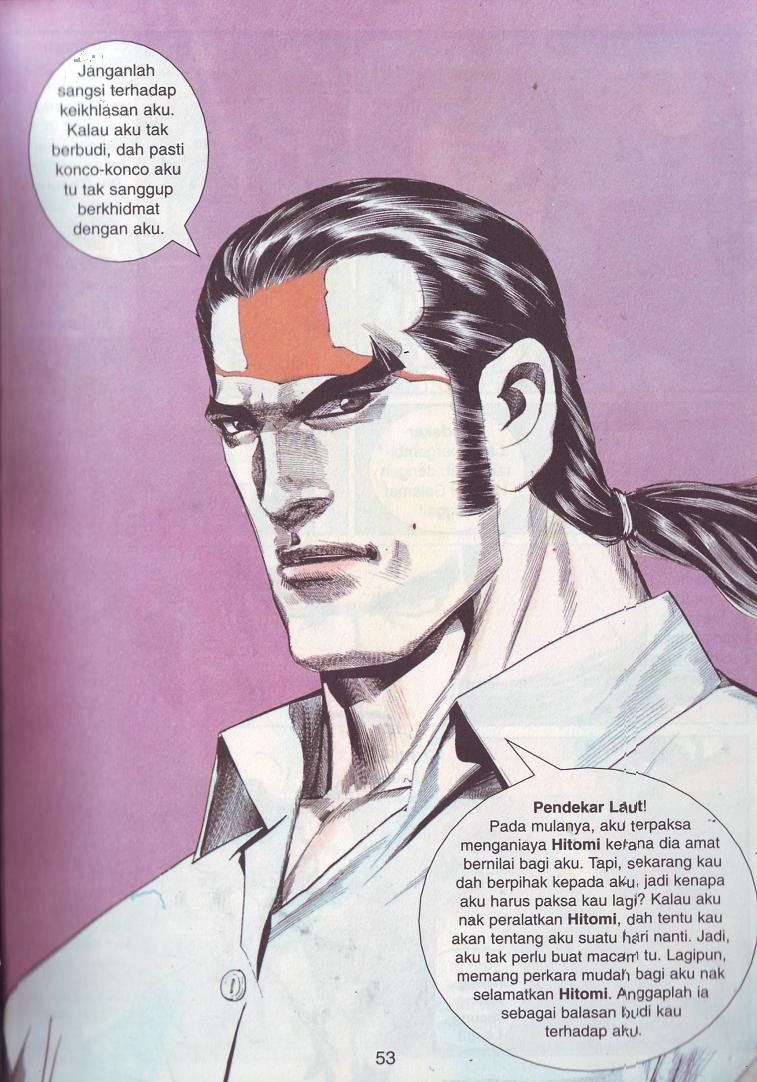 Janganlah
sangsi terhadap
keikhlasan aku.
Kalau aku tak
berbudi, dah pasti
konco-konco aku
tu tak sanggup
berkhidmat
dengan aku.
Pendekar Laut!
Pada mulanya, aku terpaksa
menganiaya Hitomi kerana dia amat
bernilai bagi aku. Tapi, sekarang kau
dah berpihak kepada aku, jadi kenapa
aku harus paksa kau lagi? Kalau aku
nak peralatkan Hitomi, dah tentu kau
akan tentang aku suatu hari nanti. Jadi,
aku tak perlu buat macam tu. Lagipun,
memang perkara mudah bagi aku nak
selamatkan Hitomi. Anggaplah ia
sebagai balasan budi kau
terhadap aku.
53